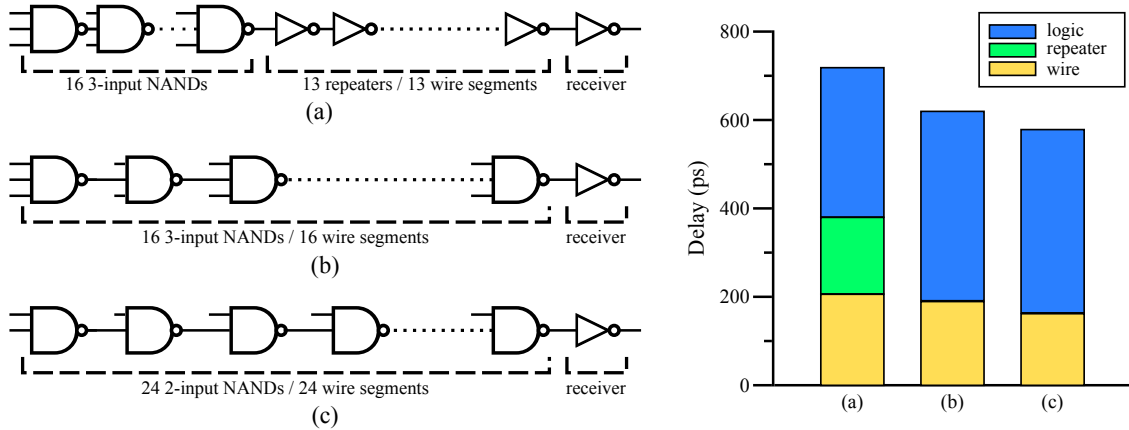 16 3-input NANDs
13 repeaters / 13 wire segments
receiver
(a)
16 3-input NANDs / 16 wire segments
receiver
(b)
24 2-input NANDs / 24 wire segments
receiver
(c)
logic
repeater
wire
Delay (ps)
800
600
400
200
0
(a)
(b)
(c)